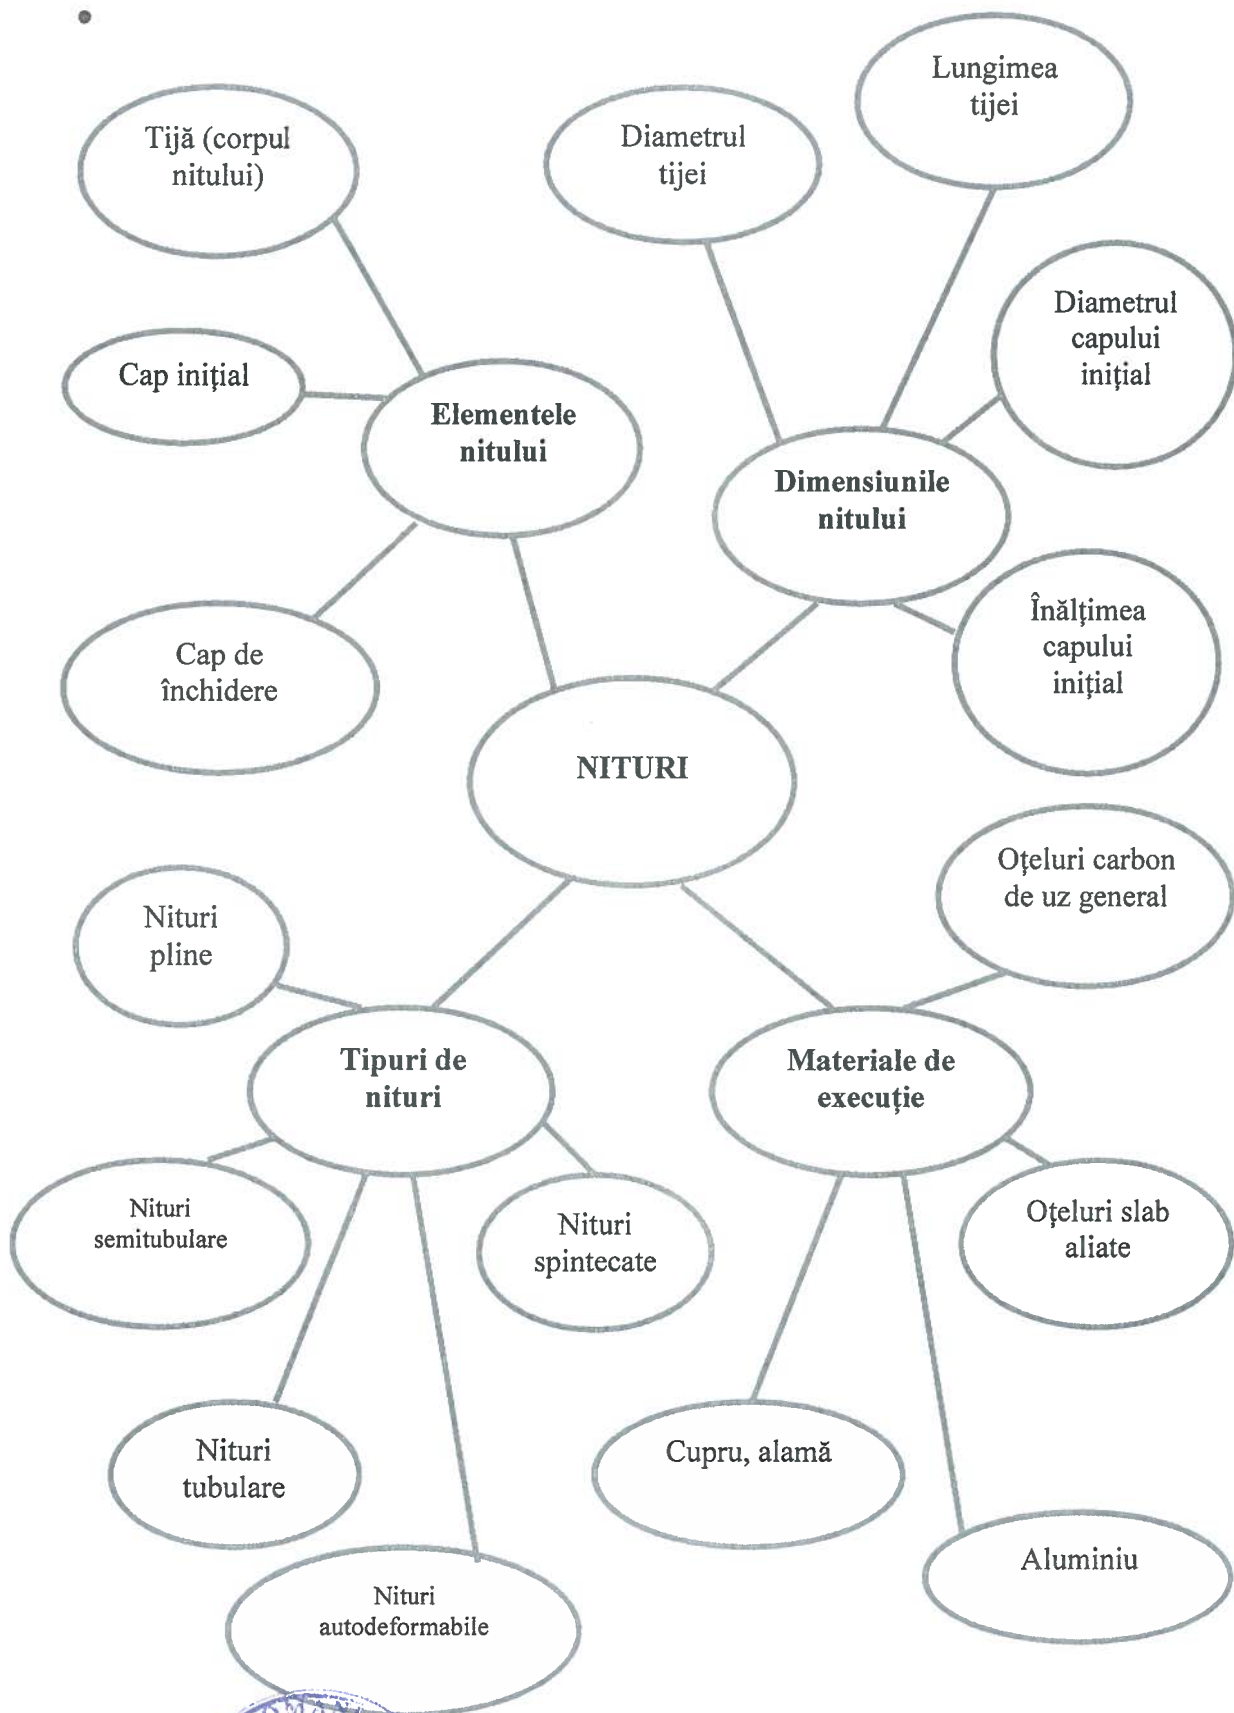 Lungimea
tijei
Tijă (corpul
nitului)
Diametrul
tijei
Diametrul
capului
inițial
Cap inițial
Elementele
nitului
Dimensiunile
nitului
Înălțimea
capului
inițial
Cap de
închidere
NITURI
Oțeluri carbon
de uz general
Nituri
pline
Tipuri de
nituri
Materiale de
execuție
Nituri
semitubulare
Nituri
spintecate
Oțeluri slab
aliate
Nituri
tubulare
Cupru, alamă
Aluminiu
Nituri
autodeformabile